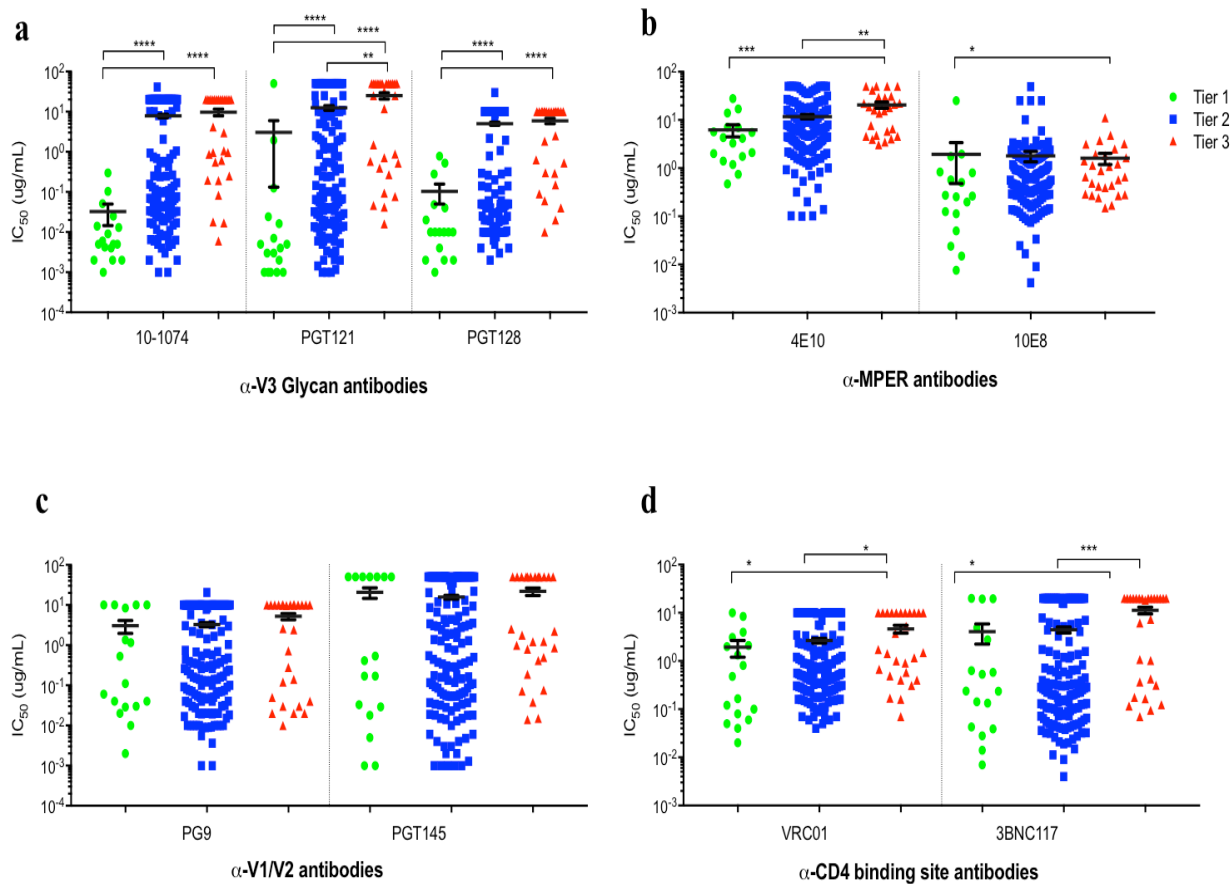 a
**** **** **** **** ** **** ****
IC50 (ug/mL)
10²
10¹
10⁰
10⁻¹
10⁻²
10⁻³
10⁻⁴
10-1074 PGT121 PGT128
α-V3 Glycan antibodies
b
*** ** *
IC50 (ug/mL)
10²
10¹
10⁰
10⁻¹
10⁻²
10⁻³
4E10 10E8
α-MPER antibodies
Tier 1
Tier 2
Tier 3
c
IC50 (ug/mL)
10²
10¹
10⁰
10⁻¹
10⁻²
10⁻³
10⁻⁴
PG9 PGT145
α-V1/V2 antibodies
d
* * * ***
IC50 (ug/mL)
10²
10¹
10⁰
10⁻¹
10⁻²
10⁻³
VRC01 3BNC117
α-CD4 binding site antibodies